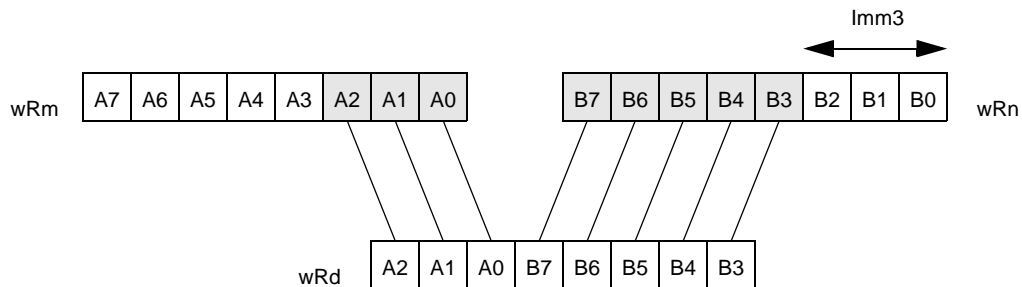 Imm3
wRm A7 A6 A5 A4 A3 A2 A1 A0 B7 B6 B5 B4 B3 B2 B1 B0 wRn
wRd A2 A1 A0 B7 B6 B5 B4 B3